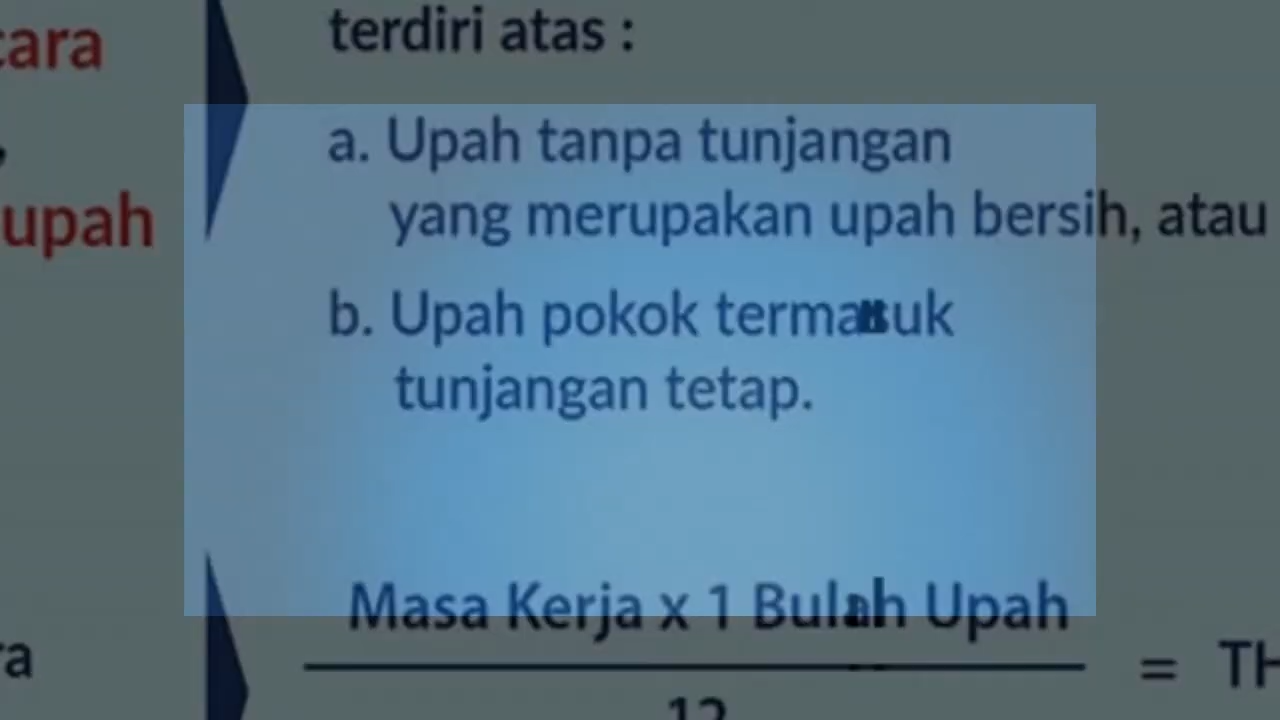 cara
terdiri atas :
a. Upah tanpa tunjangan
,
upah
yang merupakan upah bersih, atau
b. Upah pokok termasuk
tunjangan tetap.
Masa Kerja x 1 Bulan Upah
ra
= TH
12